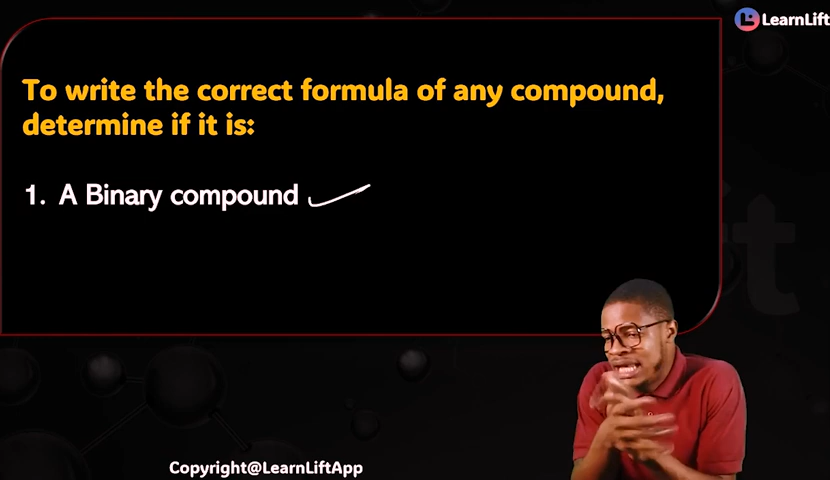 LearnLift
To write the correct formula of any compound,
determine if it is:
1. A Binary compound
Copyright@LearnLiftApp